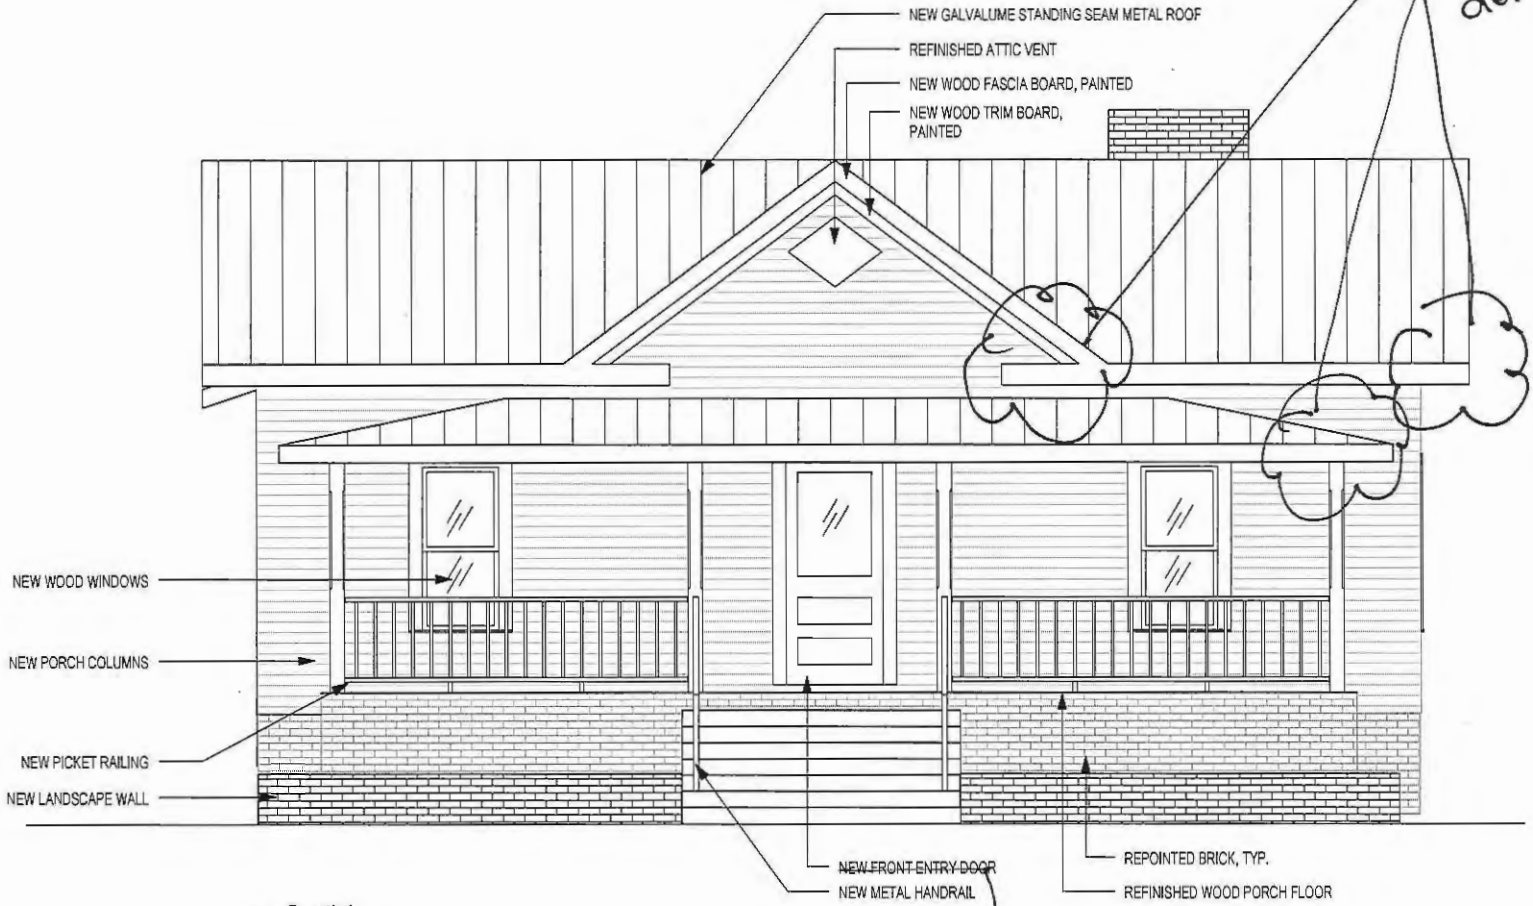 NEW GALVALUME STANDING SEAM METAL ROOF
REFINISHED ATTIC VENT
NEW WOOD FASCIA BOARD, PAINTED
NEW WOOD TRIM BOARD,
PAINTED
NEW WOOD WINDOWS
NEW PORCH COLUMNS
NEW PICKET RAILING
NEW LANDSCAPE WALL
NEW FRONT ENTRY DOOR
NEW METAL HANDRAIL
REPOINTED BRICK, TYP.
REFINISHED WOOD PORCH FLOOR